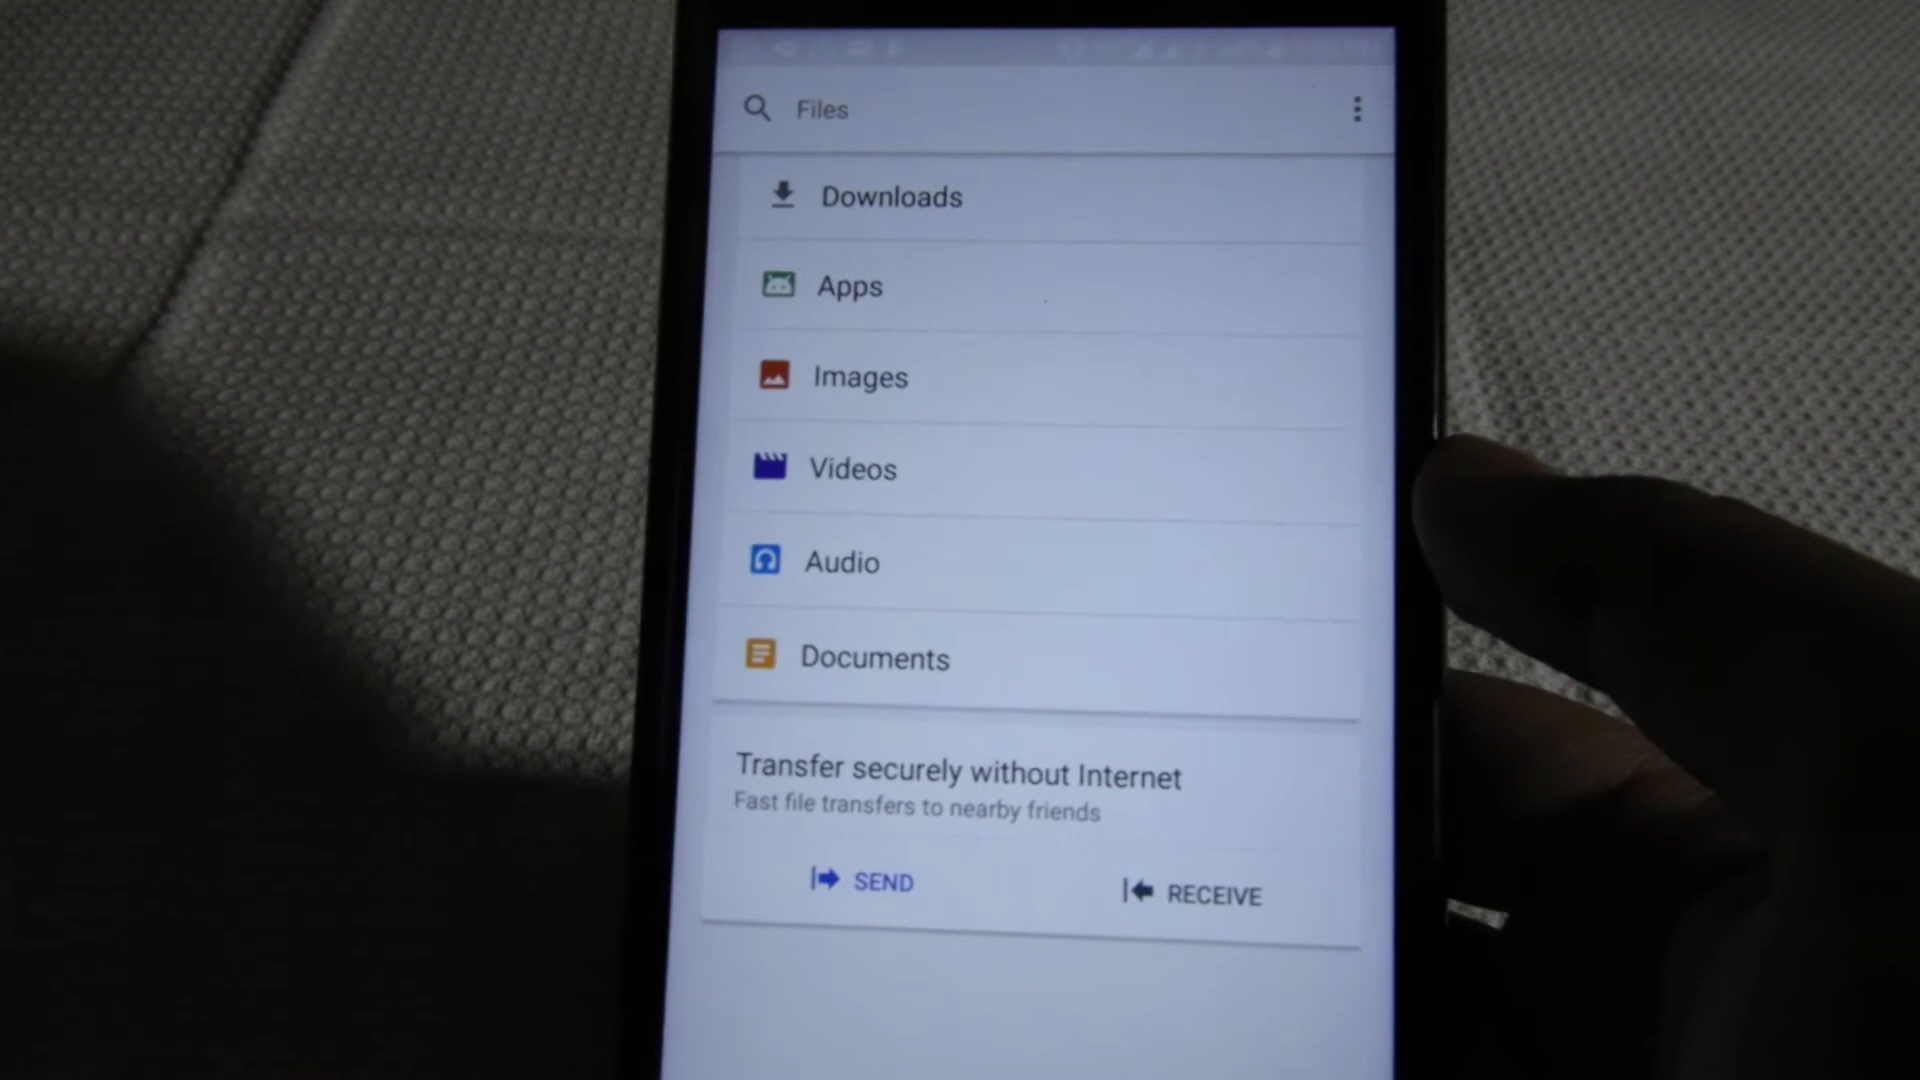 Files
Downloads
Apps
Images
Videos
Audio
Documents
Transfer securely without Internet
Fast file transfers to nearby friends
SEND
RECEIVE